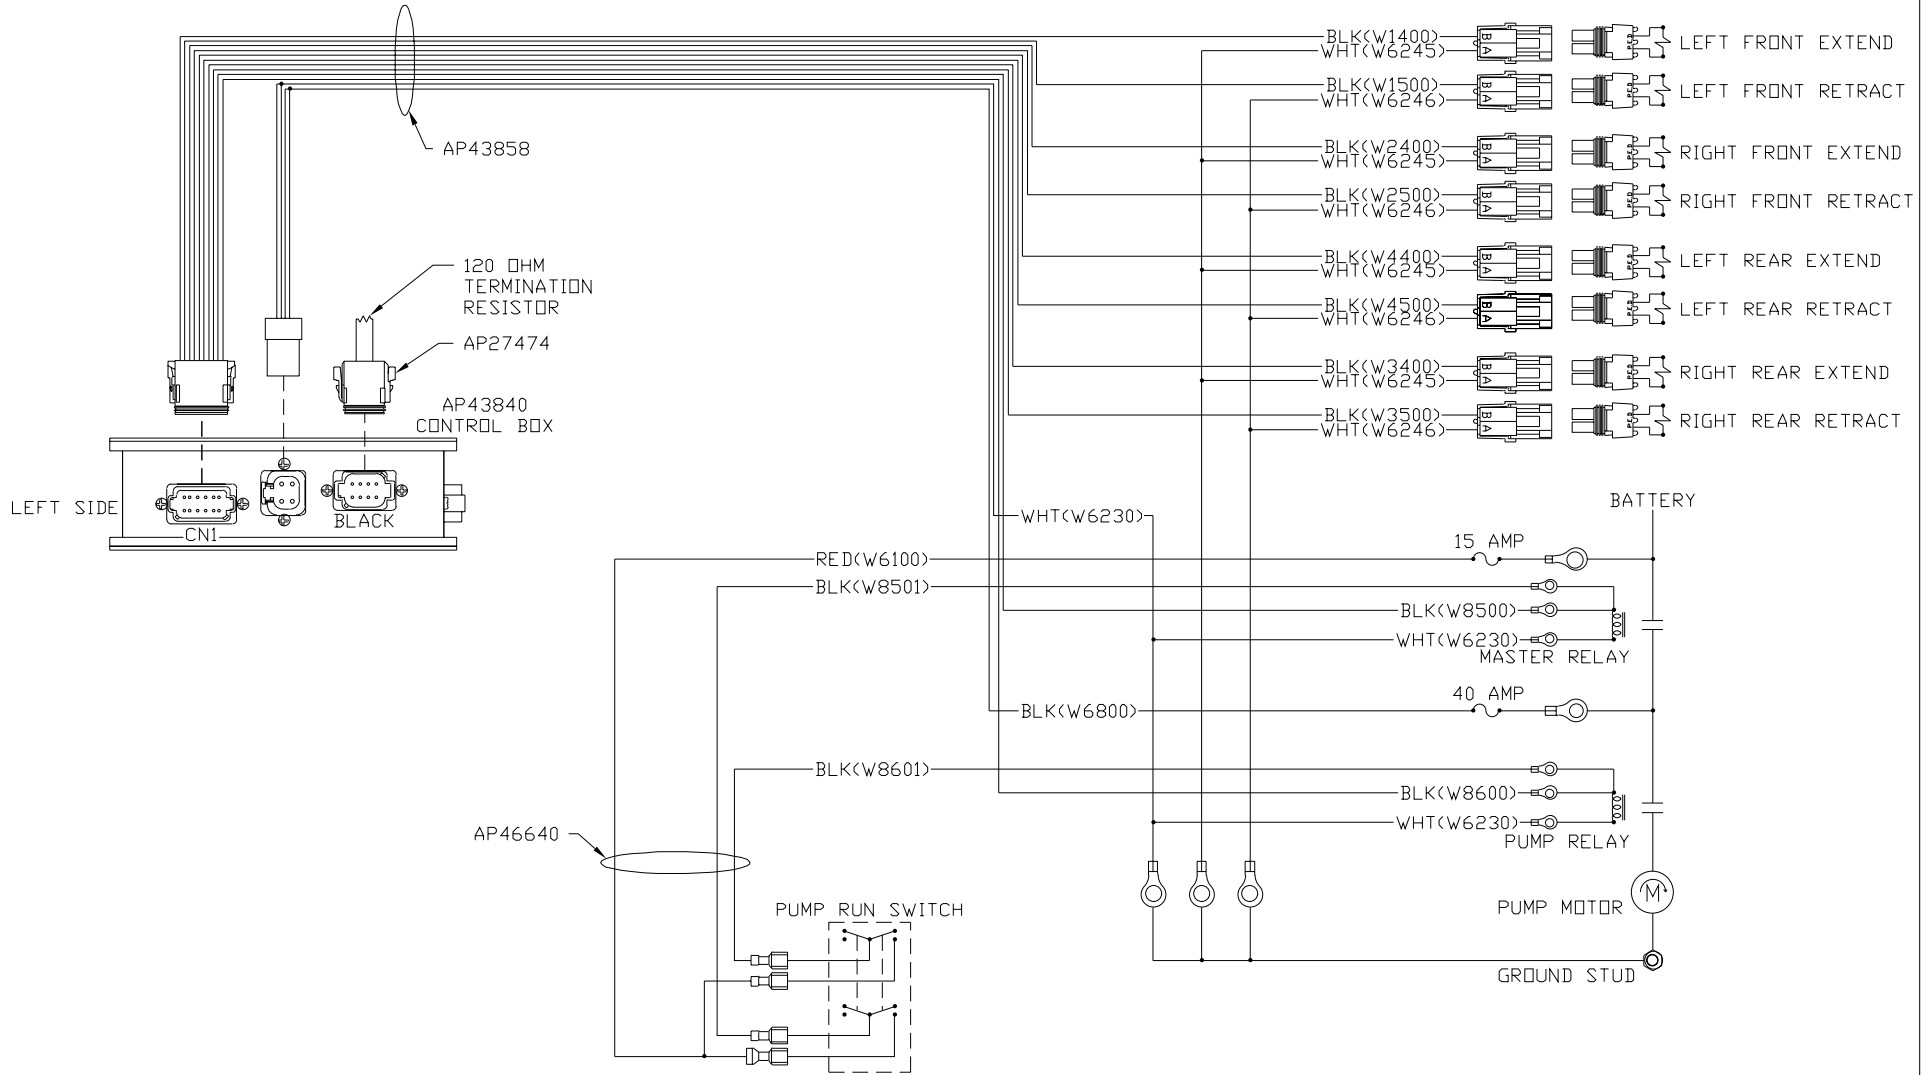 BLK(W1400)
WHT(W6245)
B
A
LEFT FRONT EXTEND
BLK(W1500)
WHT(W6246)
B
A
LEFT FRONT RETRACT
AP43858
BLK(W2400)
WHT(W6245)
B
A
RIGHT FRONT EXTEND
BLK(W2500)
WHT(W6246)
B
A
RIGHT FRONT RETRACT
BLK(W4400)
WHT(W6245)
B
A
LEFT REAR EXTEND
120 OHM
TERMINATION
RESISTOR
BLK(W4500)
WHT(W6246)
B
A
LEFT REAR RETRACT
AP27474
BLK(W3400)
WHT(W6245)
B
A
RIGHT REAR EXTEND
AP43840
CONTROL BOX
BLK(W3500)
WHT(W6246)
B
A
RIGHT REAR RETRACT
LEFT SIDE
CN1
BLACK
BATTERY
WHT(W6230)
15 AMP
RED(W6100)
BLK(W8501)
BLK(W8500)
WHT(W6230)
MASTER RELAY
40 AMP
BLK(W6800)
BLK(W8601)
BLK(W8600)
WHT(W6230)
PUMP RELAY
AP46640
PUMP RUN SWITCH
PUMP MOTOR
M
GROUND STUD